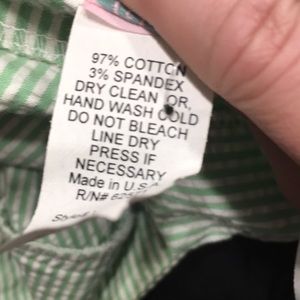 97% COTTON
3% SPANDEX
DRY CLEAN OR
HAND WASH COLD
DO NOT BLEACH
LINE DRY
PRESS IF
NECESSARY
Made in U.S.A.
R/N#